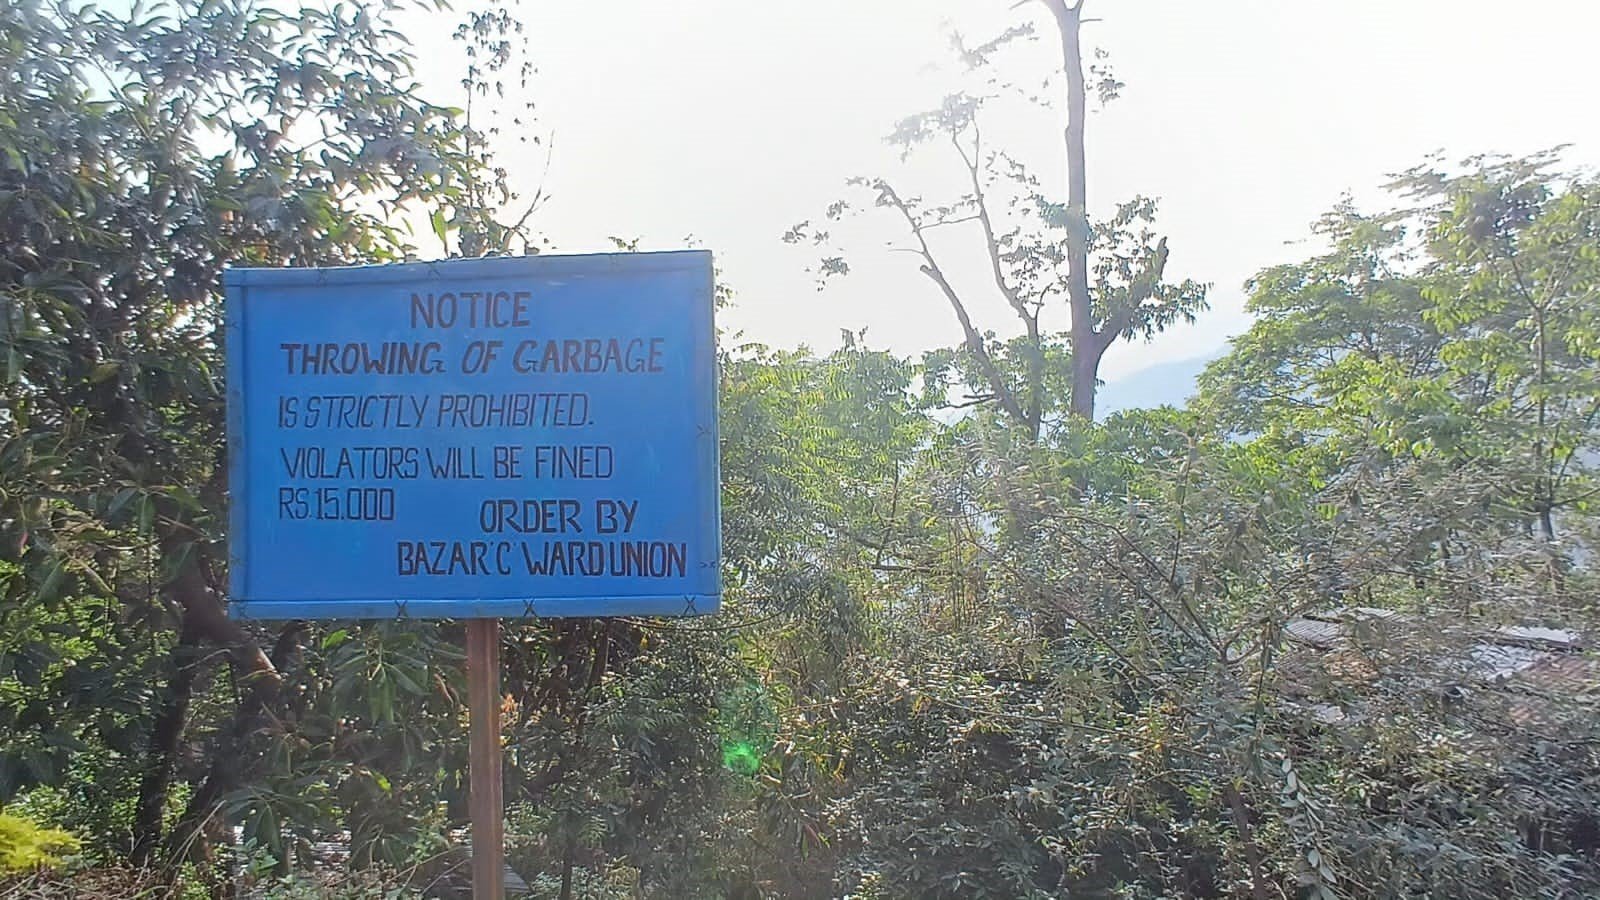 NOTICE
THROWING OF GARBAGE
IS STRICTLY PROHIBITED.
VIOLATORS WILL BE FINED
RS.15.000 ORDER BY
BAZAR'C' WARD UNION